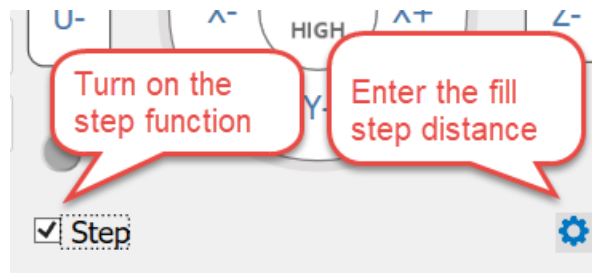 U- X- HIGH X+ Z-
Turn on the
step function
Y-
Enter the fill
step distance
Step